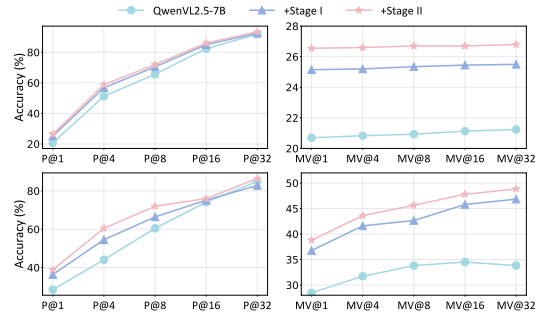 QwenVL2.5-7B +Stage I +Stage II
Accuracy (%)
80
60
40
20
P@1 P@4 P@8 P@16 P@32
28
26
24
22
20
MV@1 MV@4 MV@8 MV@16 MV@32
Accuracy (%)
80
60
40
P@1 P@4 P@8 P@16 P@32
50
45
40
35
30
MV@1 MV@4 MV@8 MV@16 MV@32